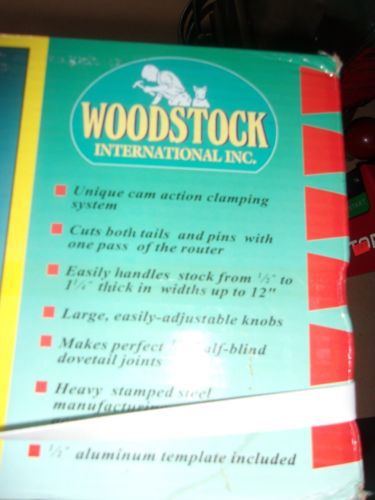 WOODSTOCK
INTERNATIONAL INC.
Unique cam action clamping
system
Cuts both tails and pins with
one pass of the router
Easily handles stock from ½" to
1¼" thick in widths up to 12"
Large, easily-adjustable knobs
Makes perfect half-blind
dovetail joints
Heavy stamped steel
½" aluminum template included